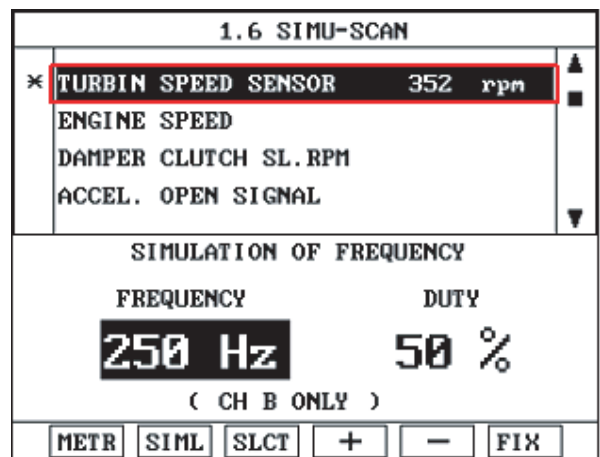 1.6 SIMU-SCAN
* TURBIN SPEED SENSOR 352 rpm
ENGINE SPEED
DAMPER CLUTCH SL.RPM
ACCEL. OPEN SIGNAL
SIMULATION OF FREQUENCY
FREQUENCY DUTY
250 Hz 50 %
( CH B ONLY )
METR SIML SLCT + - FIX